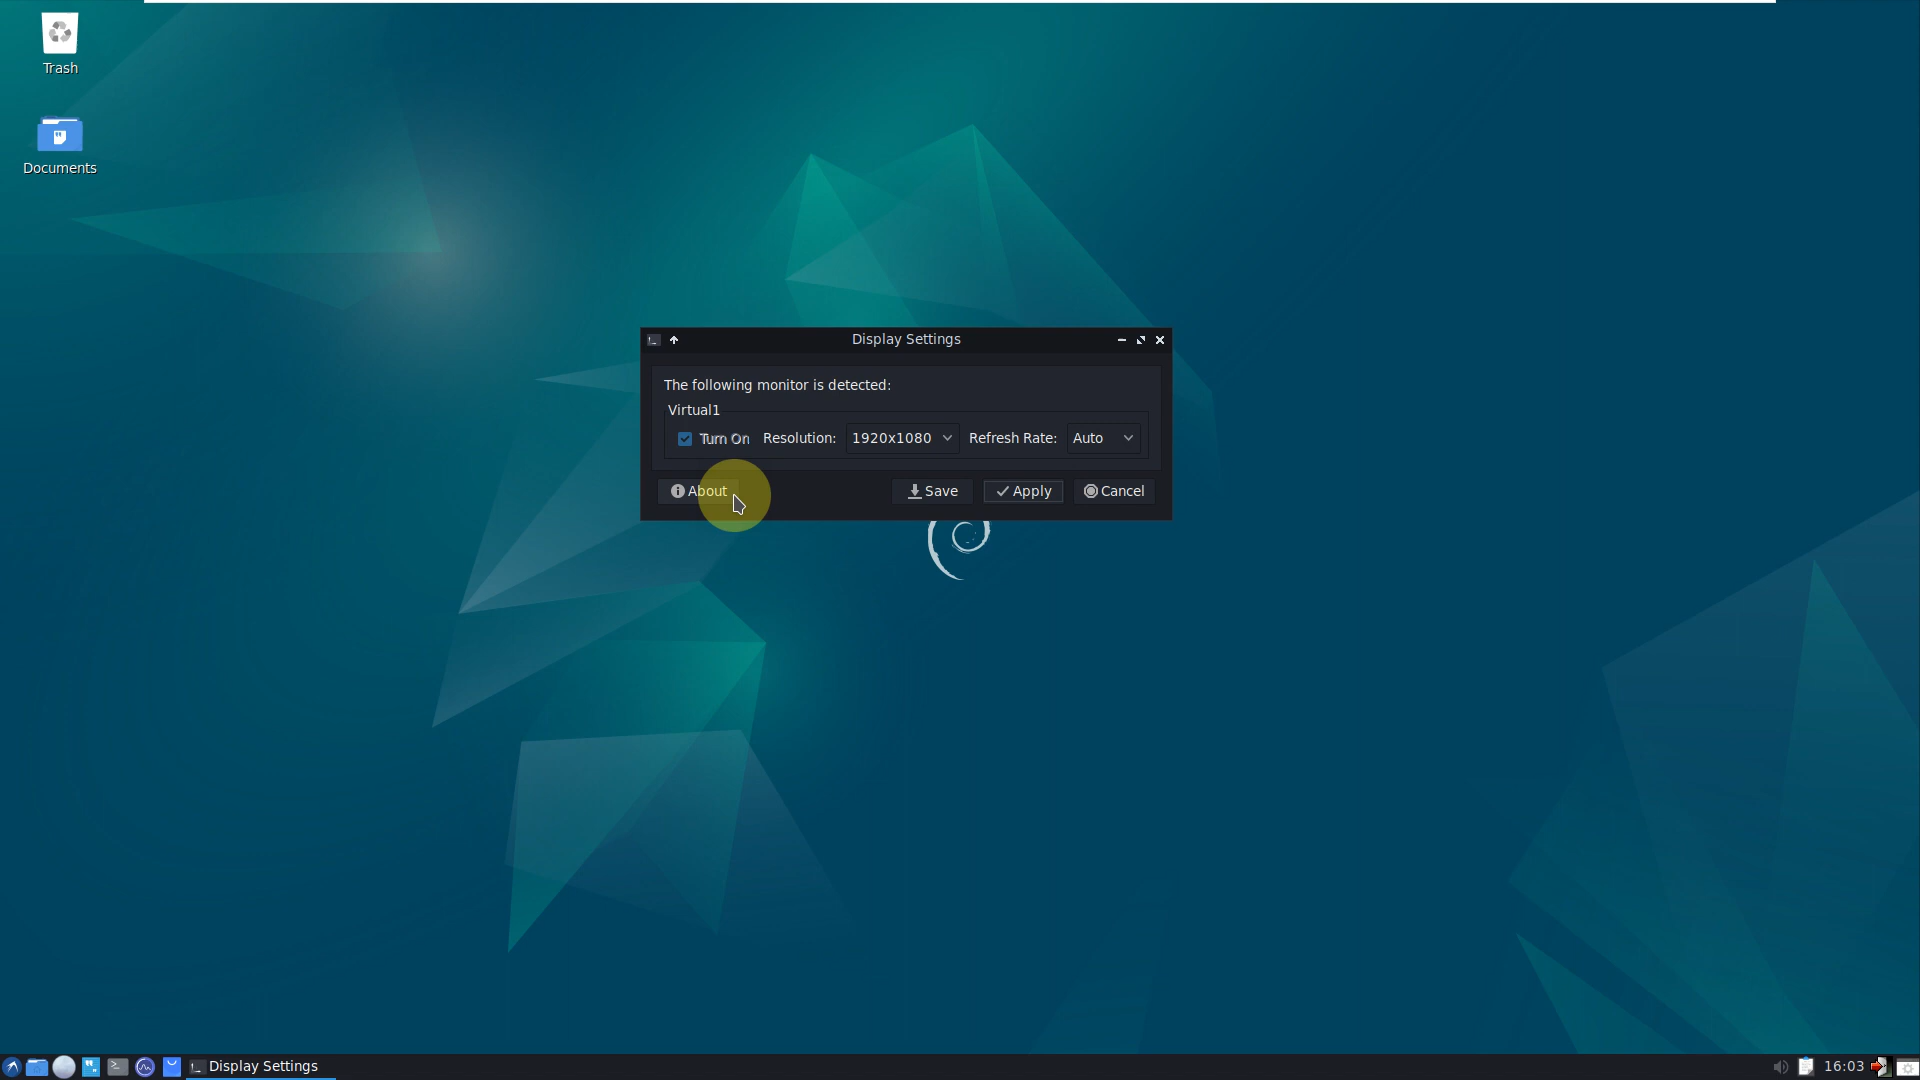 Trash
Documents
Display Settings
The following monitor is detected:
Virtual1
Turn On Resolution: 1920x1080 Refresh Rate: Auto
About Save Apply Cancel
Display Settings 16:03